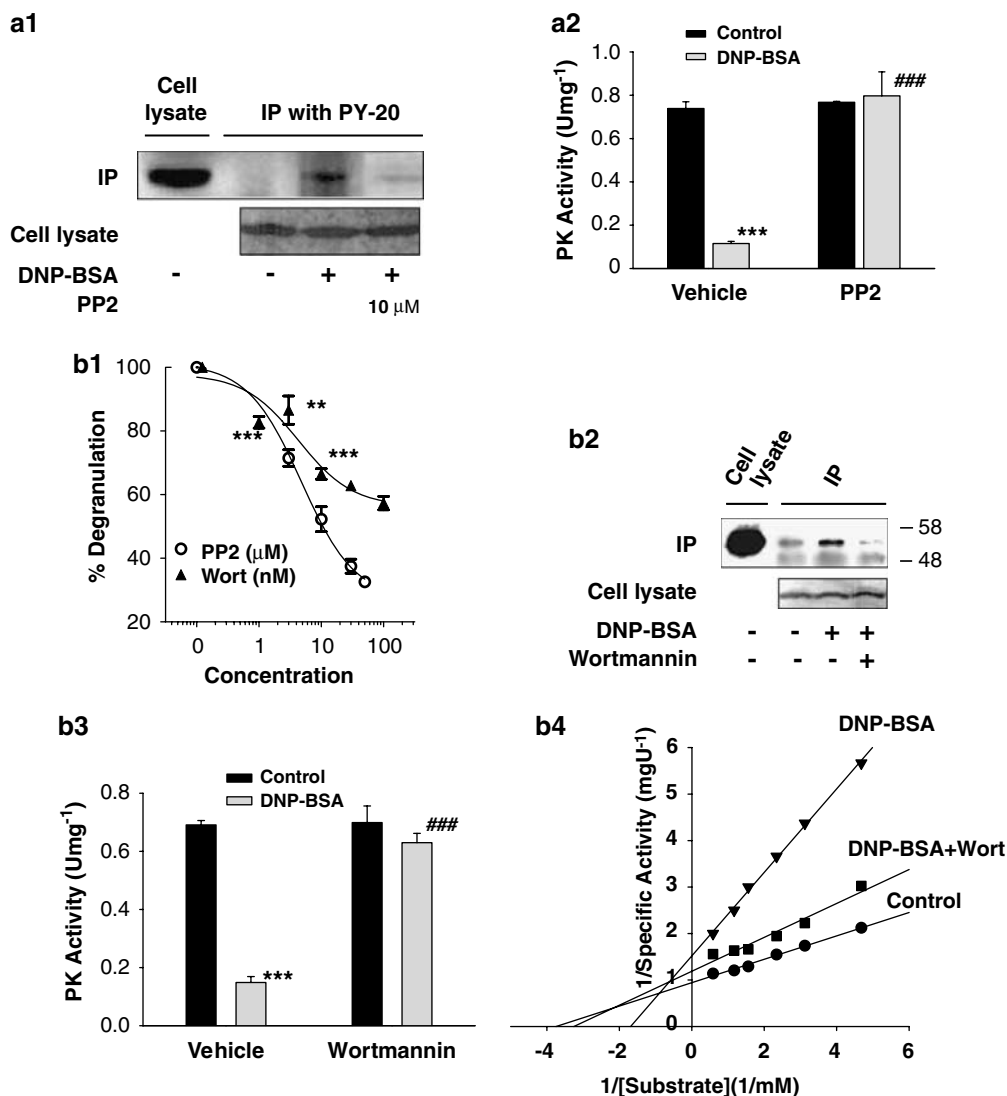 a1
Cell lysate
IP with PY-20
IP
Cell lysate
DNP-BSA - - + +
PP2 10 μM
a2
Control
DNP-BSA
PK Activity (Umg-1)
1.0
0.8
0.6
0.4
0.2
0
***
###
Vehicle PP2
b1
% Degranulation
100
80
60
40
20
***
**
***
PP2 (μM)
Wort (nM)
0 1 10 100
Concentration
b2
Cell lysate
IP
IP
– 58
– 48
Cell lysate
DNP-BSA - - + +
Wortmannin - - - +
b3
Control
DNP-BSA
PK Activity (Umg-1)
0.8
0.6
0.4
0.2
0.0
***
###
Vehicle Wortmannin
b4
DNP-BSA
DNP-BSA+Wort
Control
1/Specific Activity (mgU-1)
6
5
4
3
2
1
0
-4 -2 0 2 4 6
1/[Substrate](1/mM)